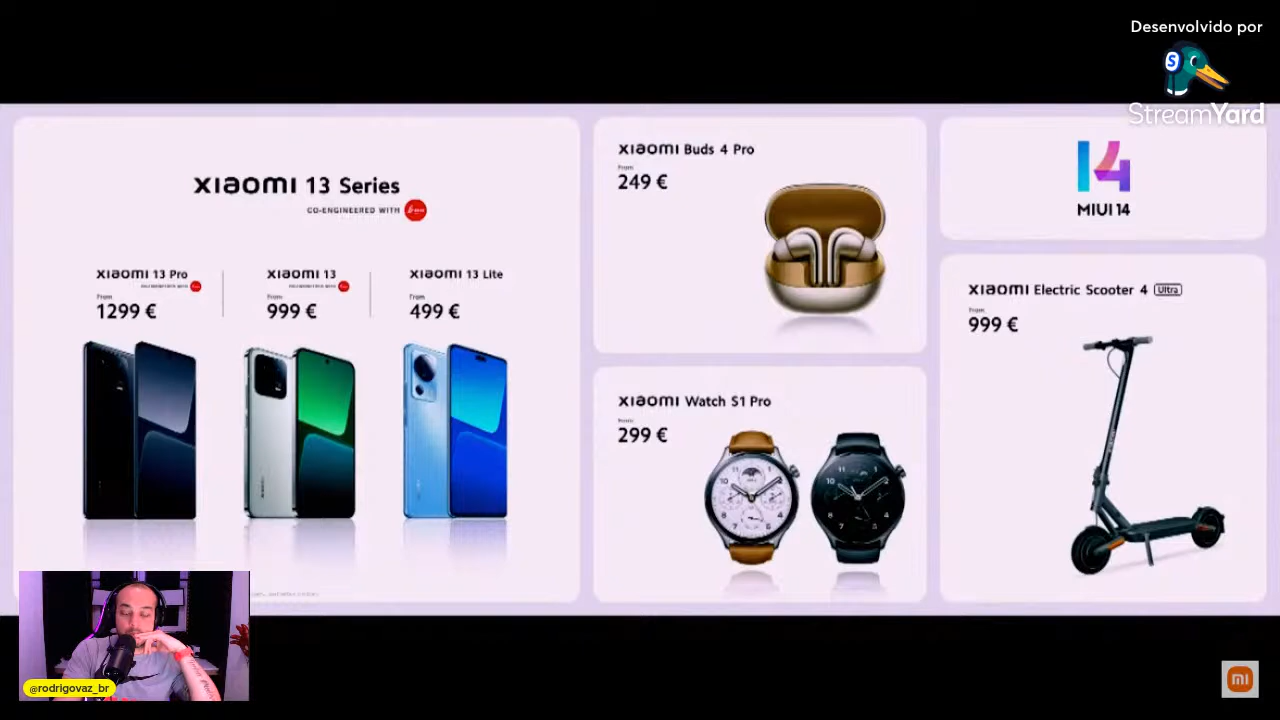 Desenvolvido por
StreamYard
XIAOMI 13 Series
CO-ENGINEERED WITH
XIAOMI 13 Pro
From
1299 €
XIAOMI 13
From
999 €
XIAOMI 13 Lite
From
499 €
XIAOMI Buds 4 Pro
From
249 €
XIAOMI Watch S1 Pro
From
299 €
14
MIUI 14
XIAOMI Electric Scooter 4 Ultra
From
999 €
@rodrigovaz_br
mi